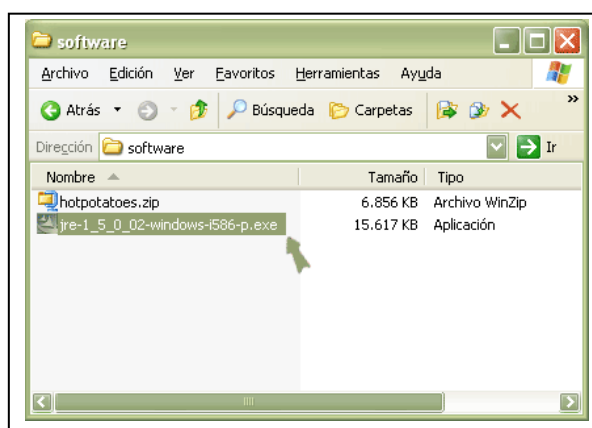 software
Archivo Edición Ver Favoritos Herramientas Ayuda
Atrás Búsqueda Carpetas »
Dirección software Ir
Nombre Tamaño Tipo
hotpotatoes.zip 6.856 KB Archivo WinZip
jre-1_5_0_02-windows-i586-p.exe 15.617 KB Aplicación